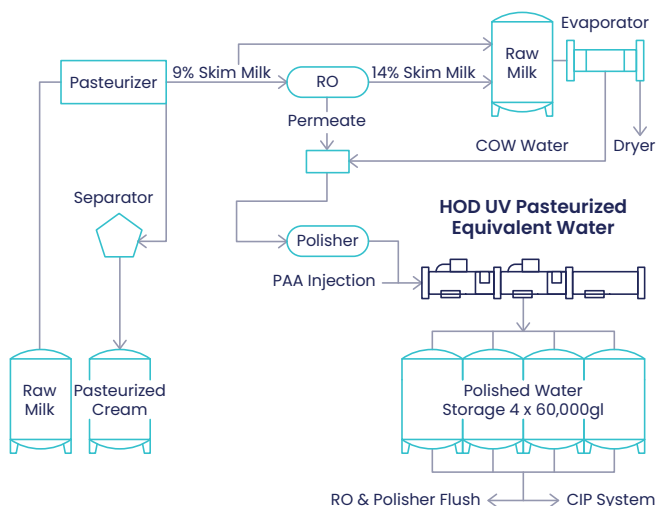 Evaporator
Pasteurizer
9% Skim Milk
RO
14% Skim Milk
Raw
Milk
Permeate
COW Water
Dryer
Separator
HOD UV Pasteurized
Equivalent Water
Polisher
PAA Injection
Raw
Milk
Pasteurized
Cream
Polished Water
Storage 4 x 60,000gl
RO & Polisher Flush
CIP System